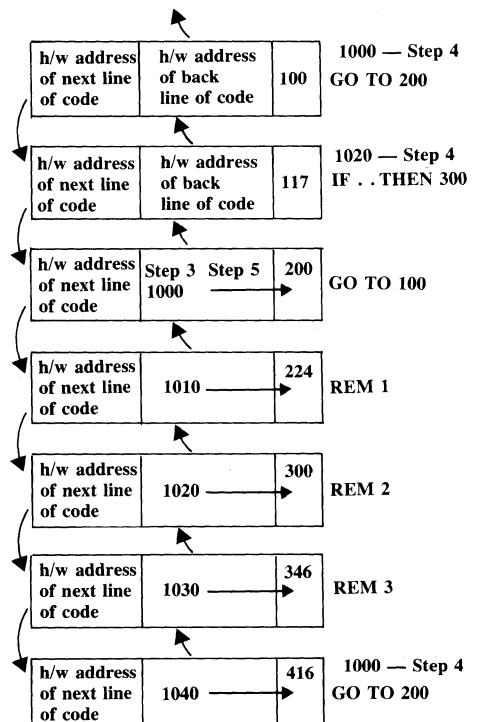 h/w address
of next line
of code
h/w address
of back
line of code
100
1000 — Step 4
GO TO 200
h/w address
of next line
of code
h/w address
of back
line of code
117
1020 — Step 4
IF . . THEN 300
h/w address
of next line
of code
Step 3 Step 5
1000
200
GO TO 100
h/w address
of next line
of code
1010
224
REM 1
h/w address
of next line
of code
1020
300
REM 2
h/w address
of next line
of code
1030
346
REM 3
h/w address
of next line
of code
1040
416
1000 — Step 4
GO TO 200